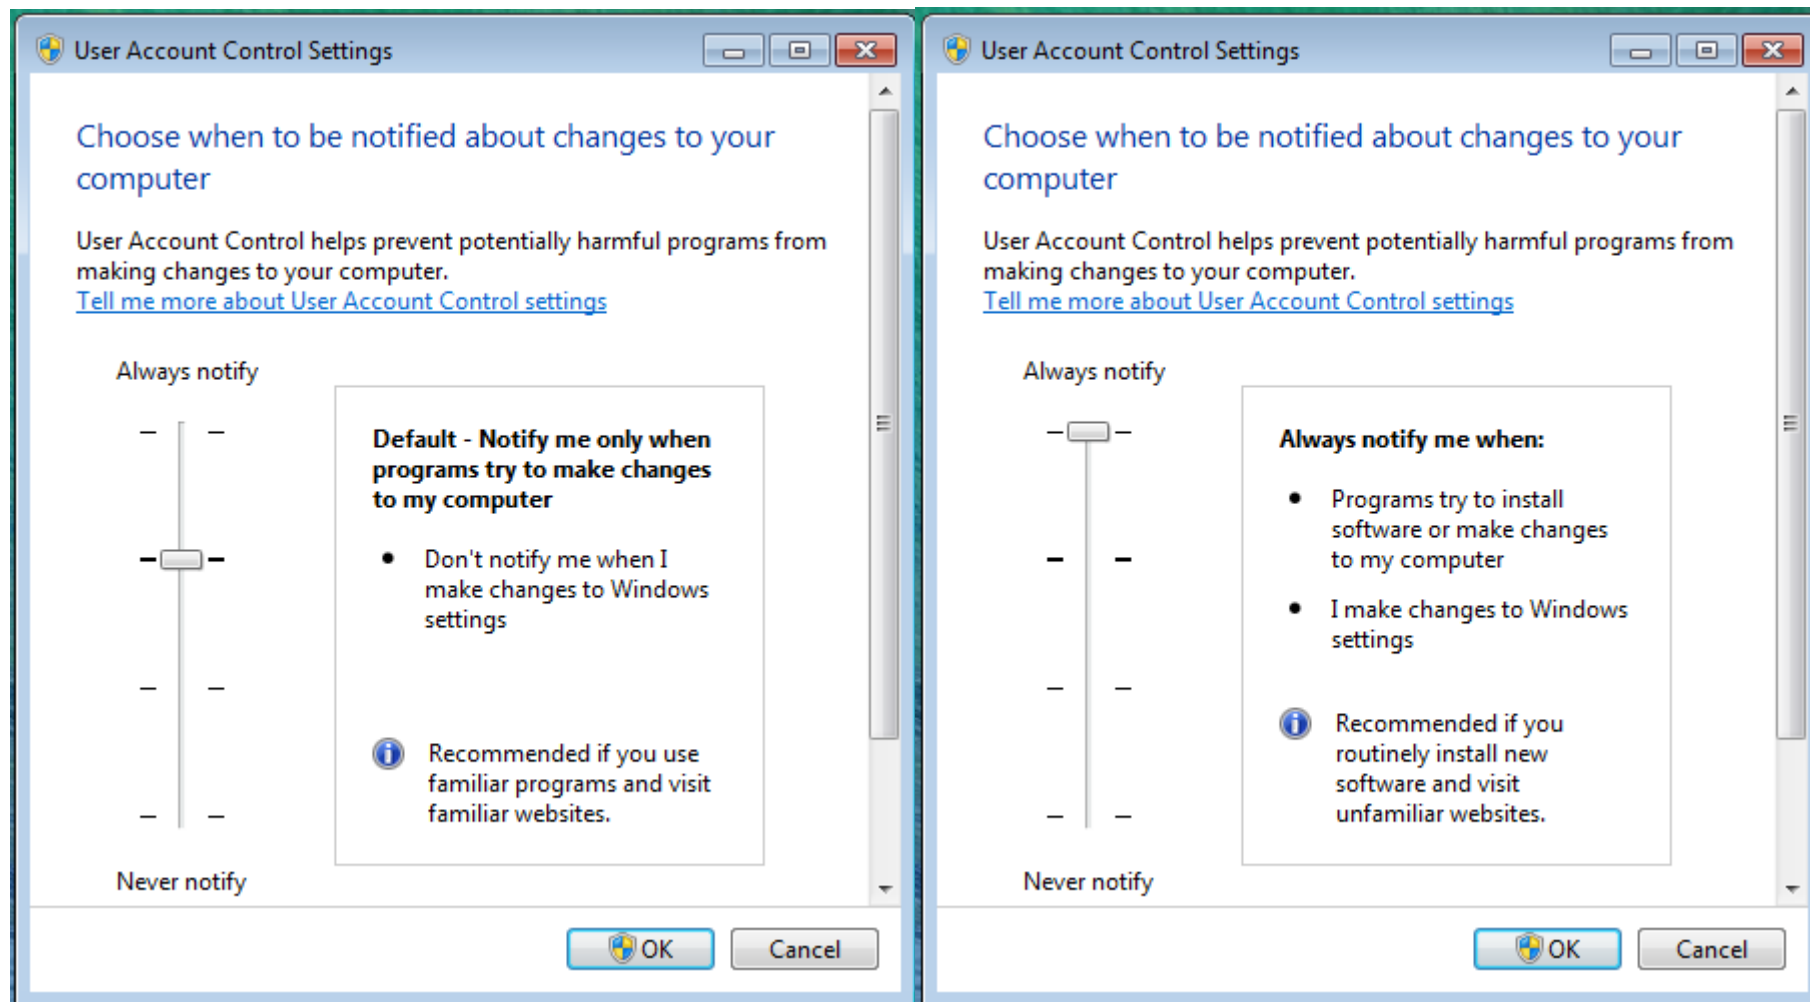 User Account Control Settings
Choose when to be notified about changes to your
computer
User Account Control helps prevent potentially harmful programs from
making changes to your computer.
Tell me more about User Account Control settings
Always notify
Default - Notify me only when
programs try to make changes
to my computer
• Don't notify me when I
make changes to Windows
settings
Recommended if you use
familiar programs and visit
familiar websites.
Never notify
OK
Cancel
User Account Control Settings
Choose when to be notified about changes to your
computer
User Account Control helps prevent potentially harmful programs from
making changes to your computer.
Tell me more about User Account Control settings
Always notify
Always notify me when:
• Programs try to install
software or make changes
to my computer
• I make changes to Windows
settings
Recommended if you
routinely install new
software and visit
unfamiliar websites.
Never notify
OK
Cancel